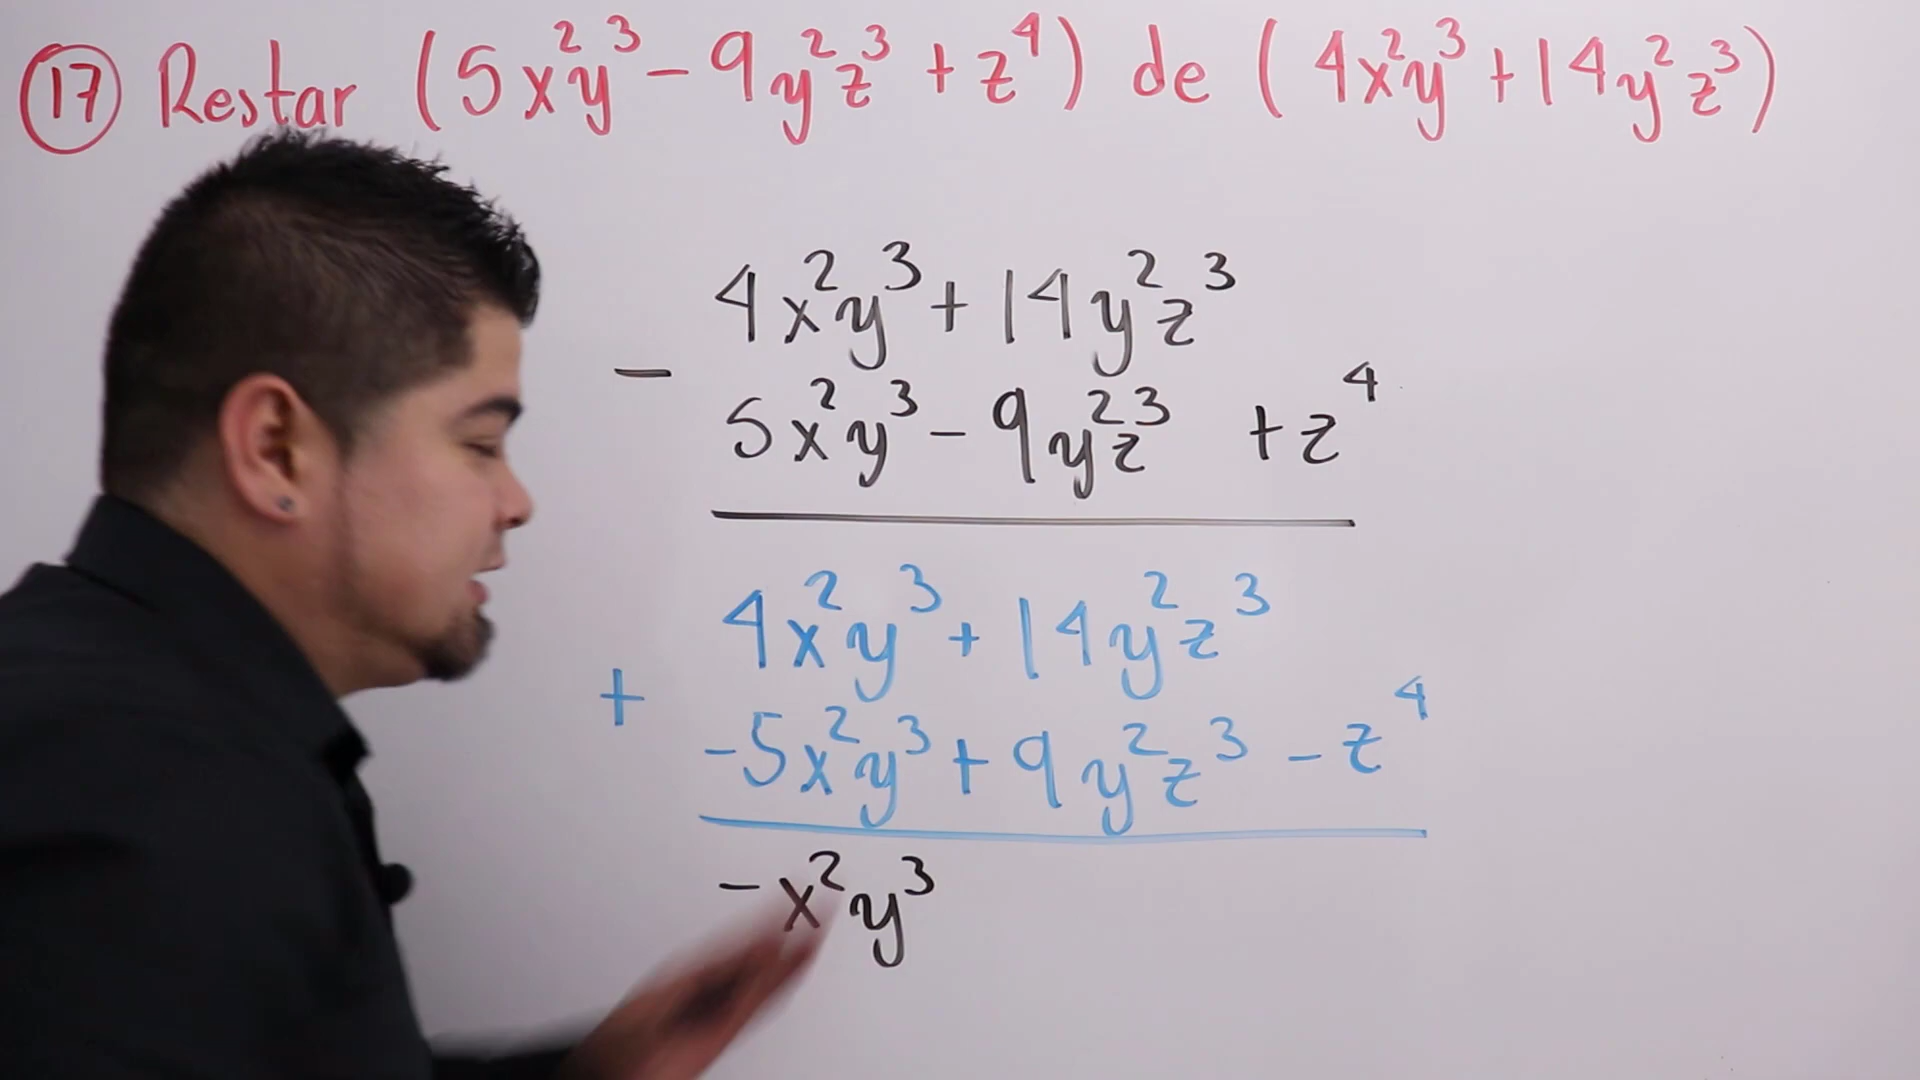 17 Restar (5x²y³ - 9y²z³ + z⁴) de (4x²y³ + 14y²z³)
4x²y³ + 14y²z³
-
5x²y³ - 9y²z³ + z⁴
4x²y³ + 14y²z³
+
-5x²y³ + 9y²z³ - z⁴
-x²y³